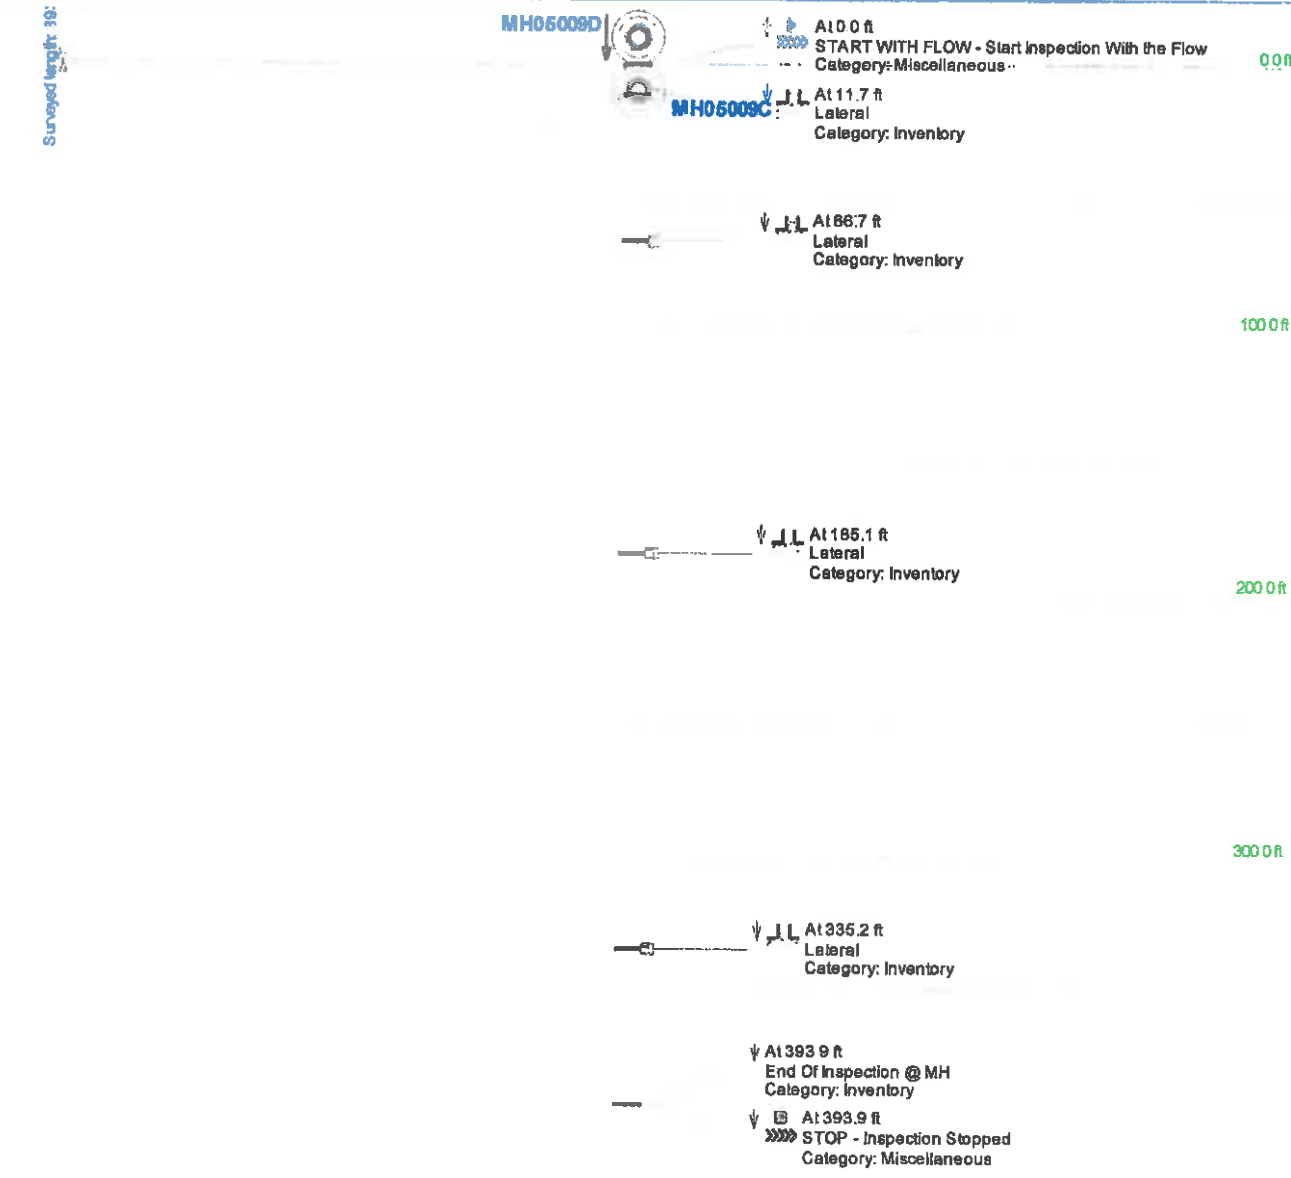 Surveyed length: 39:
MH05009D
At 0.0 ft
START WITH FLOW - Start Inspection With the Flow
Category: Miscellaneous
0.0 ft
MH05009C
At 11.7 ft
Lateral
Category: Inventory
At 66.7 ft
Lateral
Category: Inventory
100.0 ft
At 185.1 ft
Lateral
Category: Inventory
200.0 ft
300.0 ft
At 335.2 ft
Lateral
Category: Inventory
At 393.9 ft
End Of Inspection @ MH
Category: Inventory
At 393.9 ft
STOP - Inspection Stopped
Category: Miscellaneous